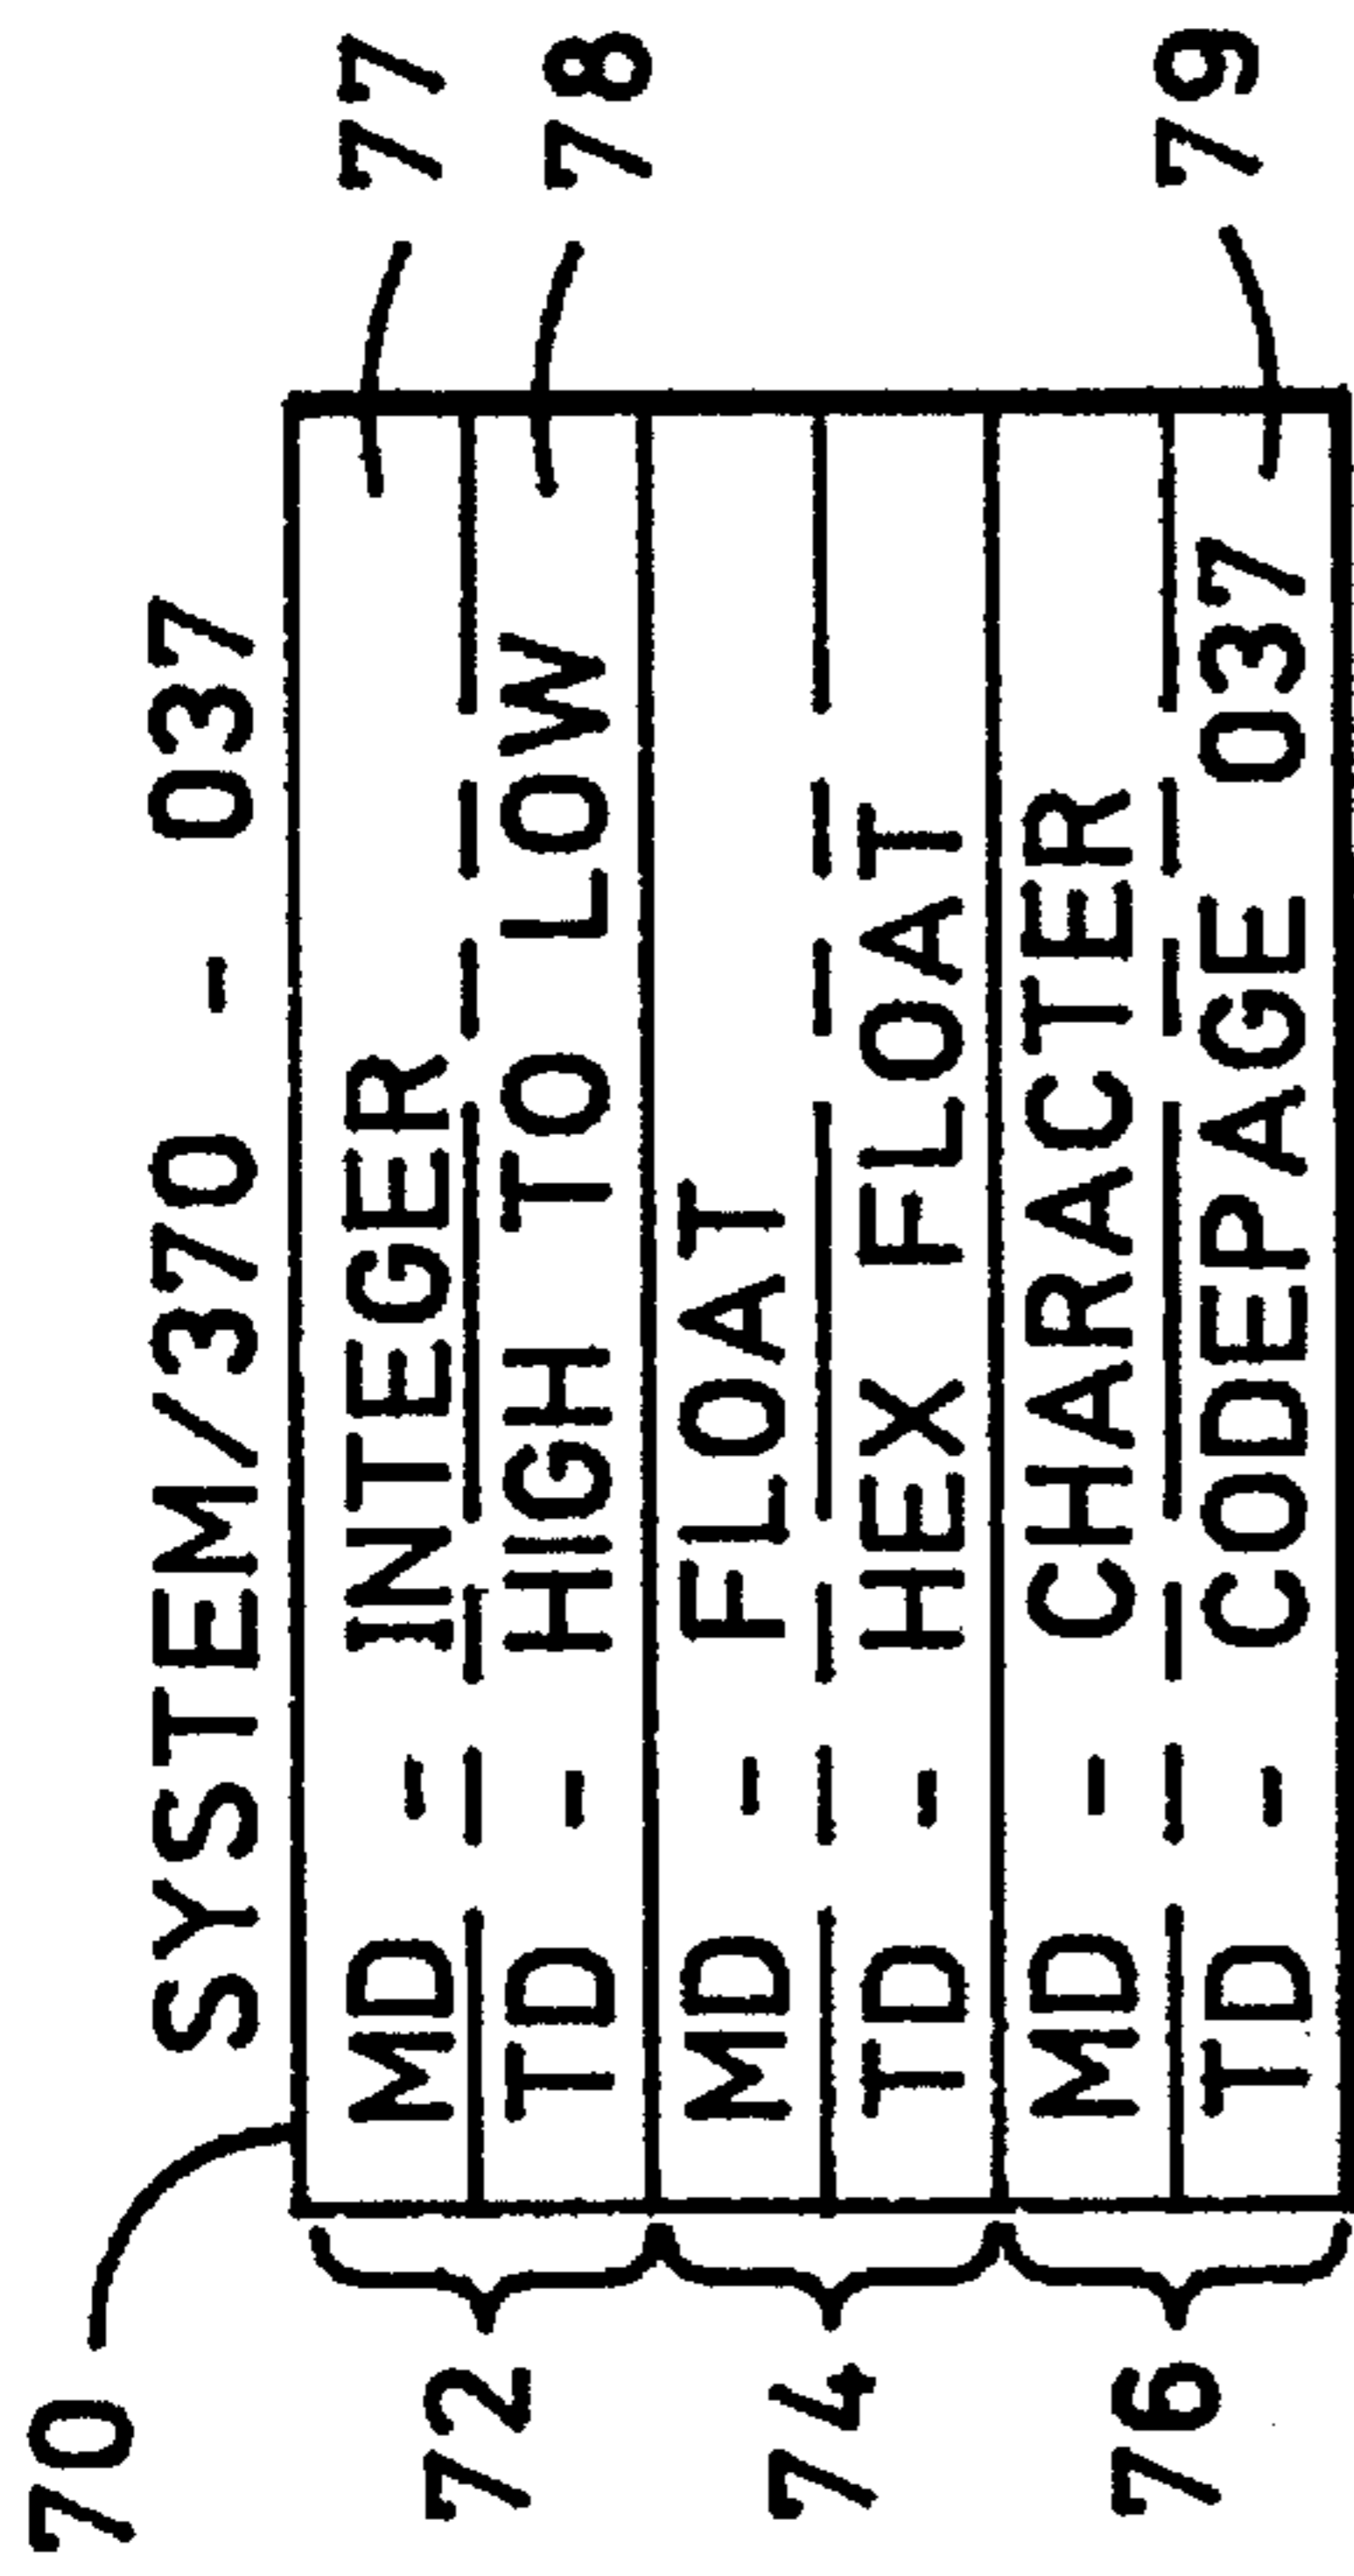 SYSTEM/370 - 037
70
MD - INTEGER 77
72
TD - HIGH TO LOW 78
MD - FLOAT
74
TD - HEX FLOAT
MD - CHARACTER
76
TD - CODEPAGE 037 79